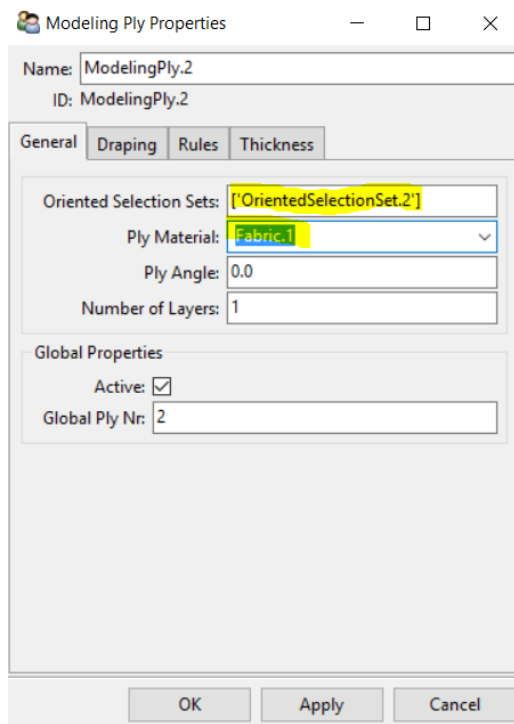 Modeling Ply Properties
Name: ModelingPly.2
ID: ModelingPly.2
General Draping Rules Thickness
Oriented Selection Sets: ['OrientedSelectionSet.2']
Ply Material: Fabric.1
Ply Angle: 0.0
Number of Layers: 1
Global Properties
Active:
Global Ply Nr: 2
OK Apply Cancel